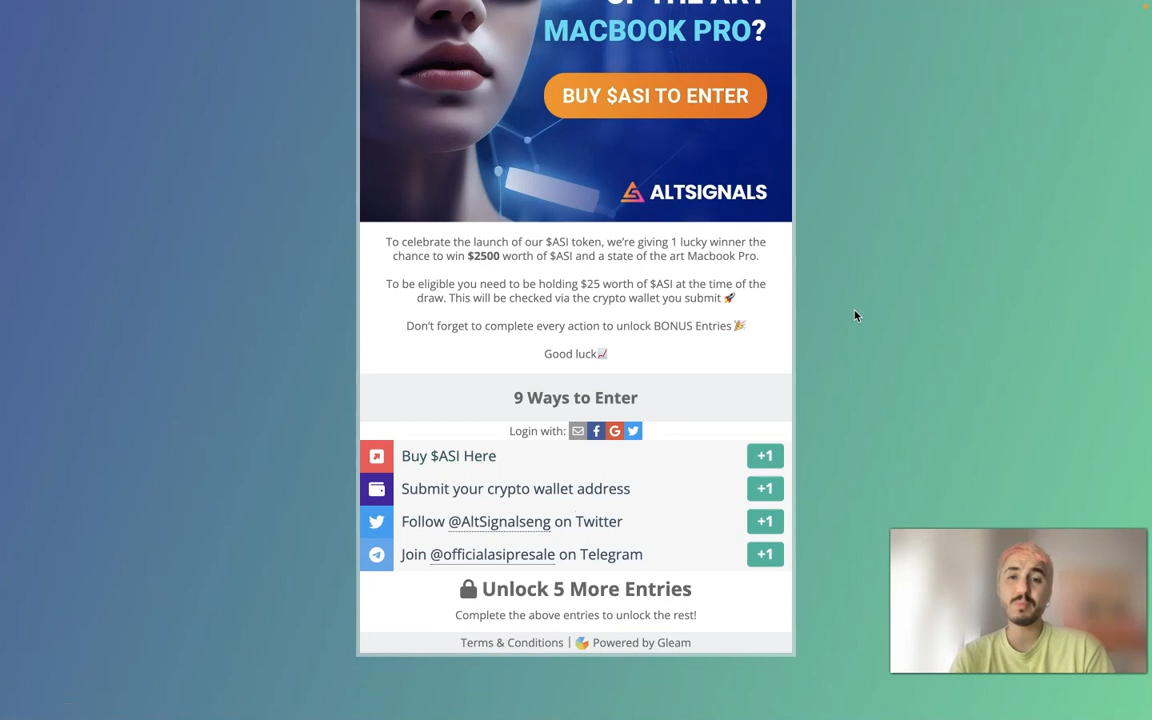 OF THE ART
MACBOOK PRO?
BUY $ASI TO ENTER
ALTSIGNALS
To celebrate the launch of our $ASI token, we're giving 1 lucky winner the
chance to win $2500 worth of $ASI and a state of the art Macbook Pro.
To be eligible you need to be holding $25 worth of $ASI at the time of the
draw. This will be checked via the crypto wallet you submit 🚀
Don't forget to complete every action to unlock BONUS Entries 🎉
Good luck📈
9 Ways to Enter
Login with:
Buy $ASI Here +1
Submit your crypto wallet address +1
Follow @AltSignalseng on Twitter +1
Join @officialasipresale on Telegram +1
Unlock 5 More Entries
Complete the above entries to unlock the rest!
Terms & Conditions | Powered by Gleam